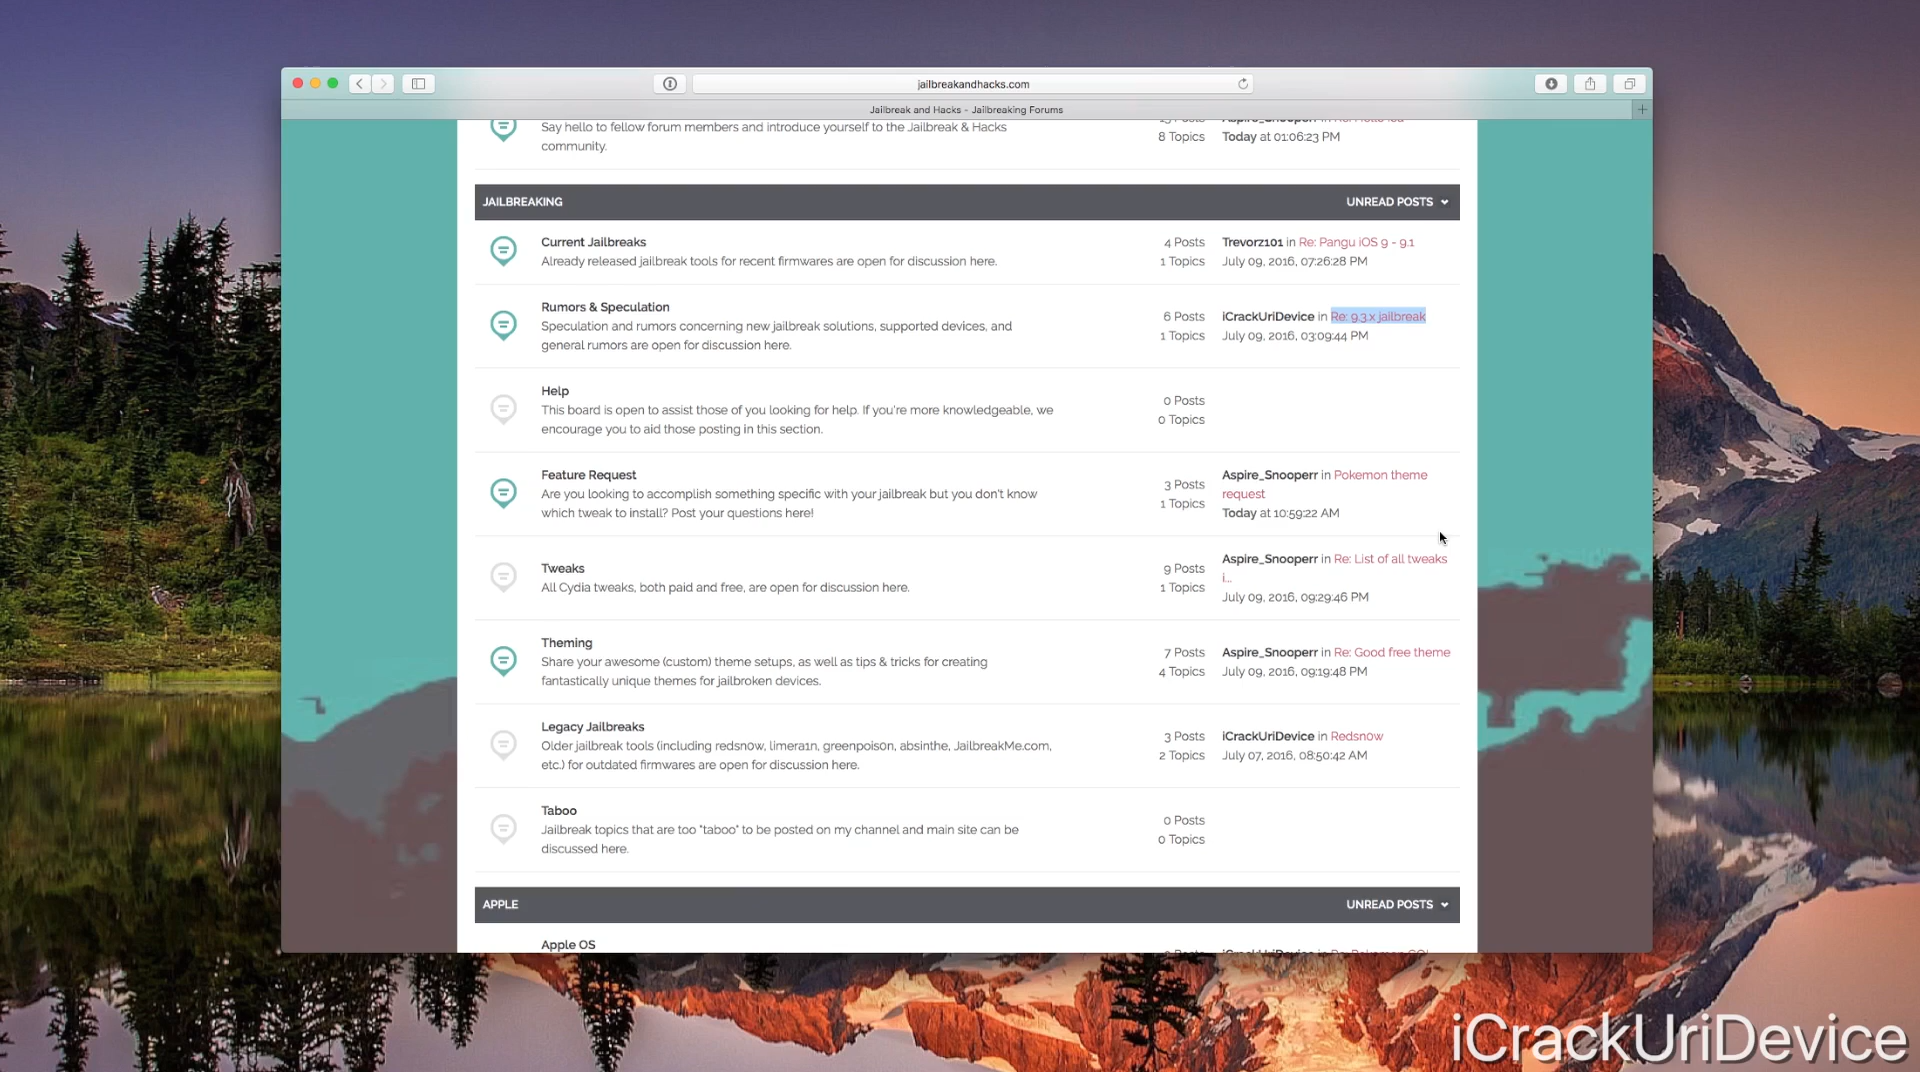 jailbreakandhacks.com
Jailbreak and Hacks - Jailbreaking Forums
Say hello to fellow forum members and introduce yourself to the Jailbreak & Hacks
community.
8 Topics
Today at 01:06:23 PM
JAILBREAKING
UNREAD POSTS
Current Jailbreaks
Already released jailbreak tools for recent firmwares are open for discussion here.
4 Posts
1 Topics
Trevorz101 in Re: Pangu iOS 9 - 9.1
July 09, 2016, 07:26:28 PM
Rumors & Speculation
Speculation and rumors concerning new jailbreak solutions, supported devices, and
general rumors are open for discussion here.
6 Posts
1 Topics
iCrackUriDevice in Re: 9.3.x jailbreak
July 09, 2016, 03:09:44 PM
Help
This board is open to assist those of you looking for help. If you're more knowledgeable, we
encourage you to aid those posting in this section.
0 Posts
0 Topics
Feature Request
Are you looking to accomplish something specific with your jailbreak but you don't know
which tweak to install? Post your questions here!
3 Posts
1 Topics
Aspire_Snooperr in Pokemon theme
request
Today at 10:59:22 AM
Tweaks
All Cydia tweaks, both paid and free, are open for discussion here.
9 Posts
1 Topics
Aspire_Snooperr in Re: List of all tweaks
i...
July 09, 2016, 09:29:46 PM
Theming
Share your awesome (custom) theme setups, as well as tips & tricks for creating
fantastically unique themes for jailbroken devices.
7 Posts
4 Topics
Aspire_Snooperr in Re: Good free theme
July 09, 2016, 09:19:48 PM
Legacy Jailbreaks
Older jailbreak tools (including redsn0w, limera1n, greenpois0n, absinthe, JailbreakMe.com,
etc.) for outdated firmwares are open for discussion here.
3 Posts
2 Topics
iCrackUriDevice in Redsn0w
July 07, 2016, 08:50:42 AM
Taboo
Jailbreak topics that are too "taboo" to be posted on my channel and main site can be
discussed here.
0 Posts
0 Topics
APPLE
UNREAD POSTS
Apple OS
iCrackUriDevice